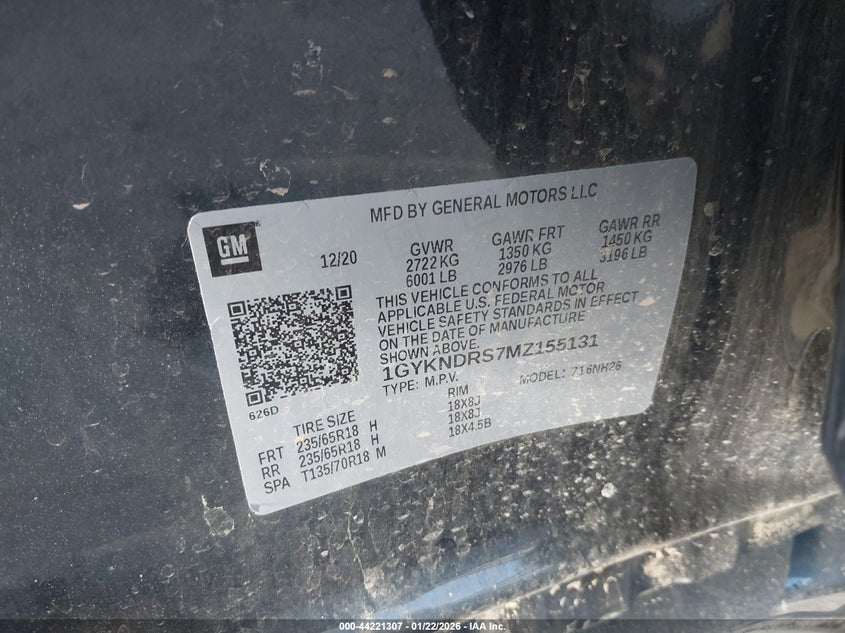 MFD BY GENERAL MOTORS LLC
GM
12/20
GVWR GAWR FRT GAWR RR
2722 KG 1350 KG 1450 KG
6001 LB 2976 LB 3196 LB
THIS VEHICLE CONFORMS TO ALL
APPLICABLE U.S. FEDERAL MOTOR
VEHICLE SAFETY STANDARDS IN EFFECT
ON THE DATE OF MANUFACTURE
SHOWN ABOVE.
1GYKNDRS7MZ155131
TYPE: M.P.V. MODEL: 716NH26
626D
TIRE SIZE RIM
FRT 235/65R18 H 18X8J
RR 235/65R18 H 18X8J
SPA T135/70R18 M 18X4.5B
000-44221307 - 01/22/2026 - IAA Inc.